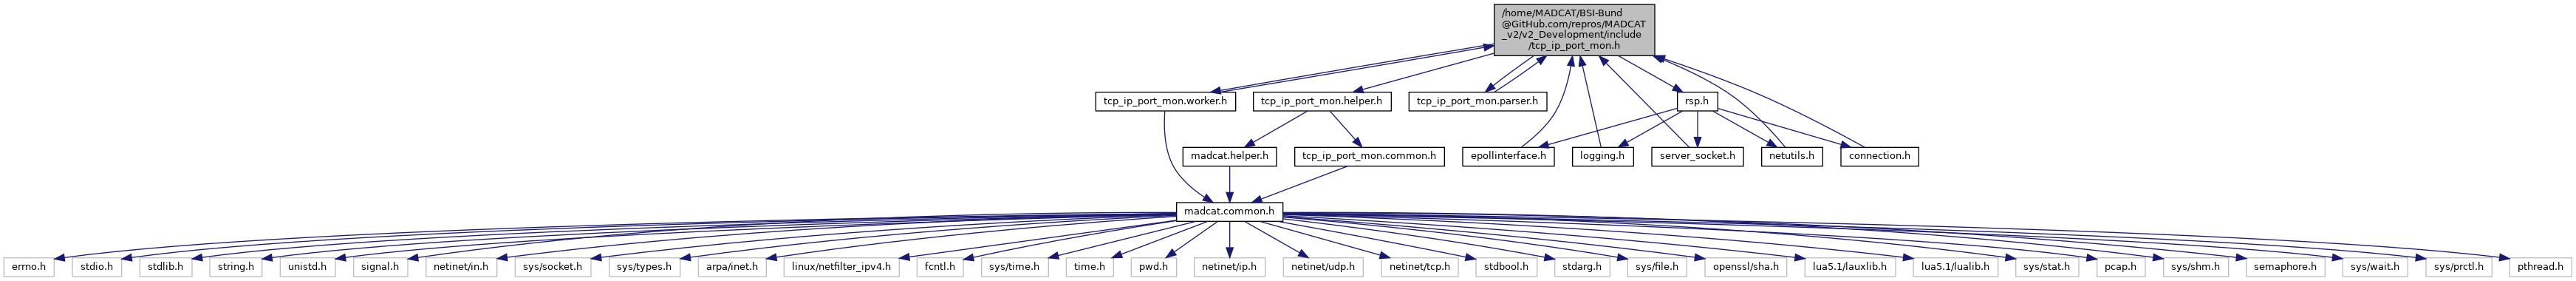 /home/MADCAT/BSI-Bund
@GitHub.com/repros/MADCAT
_v2/v2_Development/include
/tcp_ip_port_mon.h
tcp_ip_port_mon.worker.h
tcp_ip_port_mon.helper.h
tcp_ip_port_mon.parser.h
rsp.h
madcat.helper.h
tcp_ip_port_mon.common.h
epollinterface.h
logging.h
server_socket.h
netutils.h
connection.h
madcat.common.h
errno.h
stdio.h
stdlib.h
string.h
unistd.h
signal.h
netinet/in.h
sys/socket.h
sys/types.h
arpa/inet.h
linux/netfilter_ipv4.h
fcntl.h
sys/time.h
time.h
pwd.h
netinet/ip.h
netinet/udp.h
netinet/tcp.h
stdbool.h
stdarg.h
sys/file.h
openssl/sha.h
lua5.1/lauxlib.h
lua5.1/lualib.h
sys/stat.h
pcap.h
sys/shm.h
semaphore.h
sys/wait.h
sys/prctl.h
pthread.h